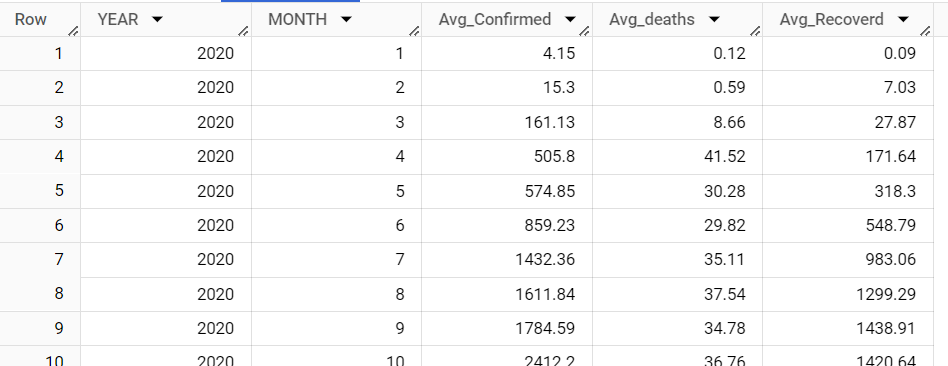 Row YEAR MONTH Avg_Confirmed Avg_deaths Avg_Recoverd
1 2020 1 4.15 0.12 0.09
2 2020 2 15.3 0.59 7.03
3 2020 3 161.13 8.66 27.87
4 2020 4 505.8 41.52 171.64
5 2020 5 574.85 30.28 318.3
6 2020 6 859.23 29.82 548.79
7 2020 7 1432.36 35.11 983.06
8 2020 8 1611.84 37.54 1299.29
9 2020 9 1784.59 34.78 1438.91
10 2020 10 2412.2 36.76 1420.64